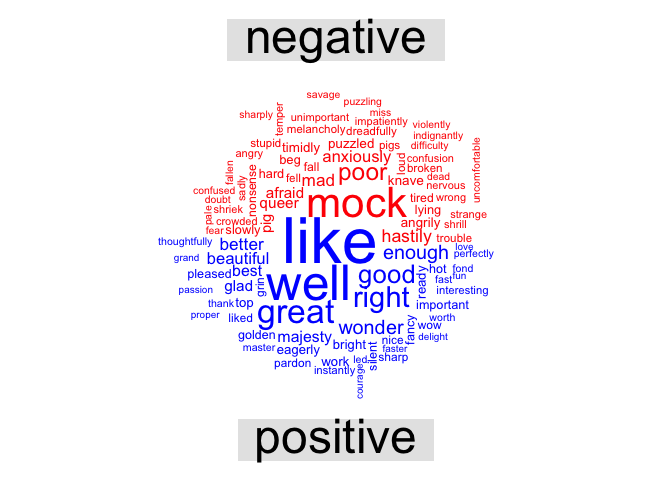 negative
savage
puzzling
sharply
temper
unimportant
miss
impatiently
violently
melancholy
dreadfully
indignantly
stupid
timidly
puzzled
pigs
difficulty
angry
beg
fall
anxiously
loud
confusion
uncomfortable
fallen
hard
fell
mad
poor
broken
confused
sadly
nonsense
afraid
knave
dead
nervous
doubt
queer
mock
tired
wrong
pale
shriek
pig
lying
strange
crowded
angrily
shrill
fear
slowly
hastily
trouble
thoughtfully
better
like
enough
love
grand
beautiful
perfectly
pleased
best
well
good
hot
fond
passion
glad
grin
right
ready
fast
fun
interesting
thank
top
great
important
proper
liked
wonder
fancy
worth
golden
majesty
nice
wow
delight
master
eagerly
bright
silent
faster
pardon
work
led
sharp
instantly
courage
positive